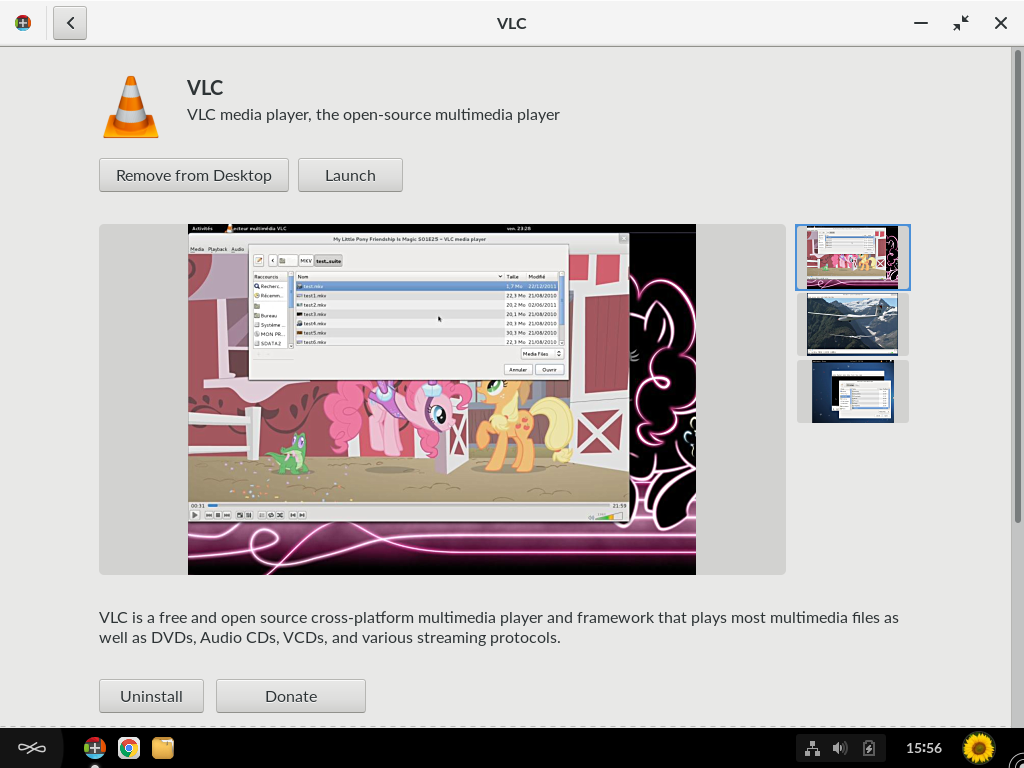 VLC
VLC
VLC media player, the open-source multimedia player
Remove from Desktop
Launch
Activités
ecteur multimédia VLC
ven. 23:28
My Little Pony Friendship Is Magic S01E25 - VLC media player
Media Playback Audio
MKV test_suite
Raccourcis
Recherc...
Récemm...
Bureau
Système ...
MON PR...
SDATA2
Nom Taille Modifié
test.mkv 1,7 Mo 22/12/2011
test1.mkv 22,3 Mo 21/08/2010
test2.mkv 20,2 Mo 02/06/2011
test3.mkv 20,1 Mo 21/08/2010
test4.mkv 20,3 Mo 21/08/2010
test5.mkv 30,3 Mo 21/08/2010
test6.mkv 22,3 Mo 21/08/2010
Media Files
Annuler
Ouvrir
00:31
21:59
VLC is a free and open source cross-platform multimedia player and framework that plays most multimedia files as
well as DVDs, Audio CDs, VCDs, and various streaming protocols.
Uninstall
Donate
15:56